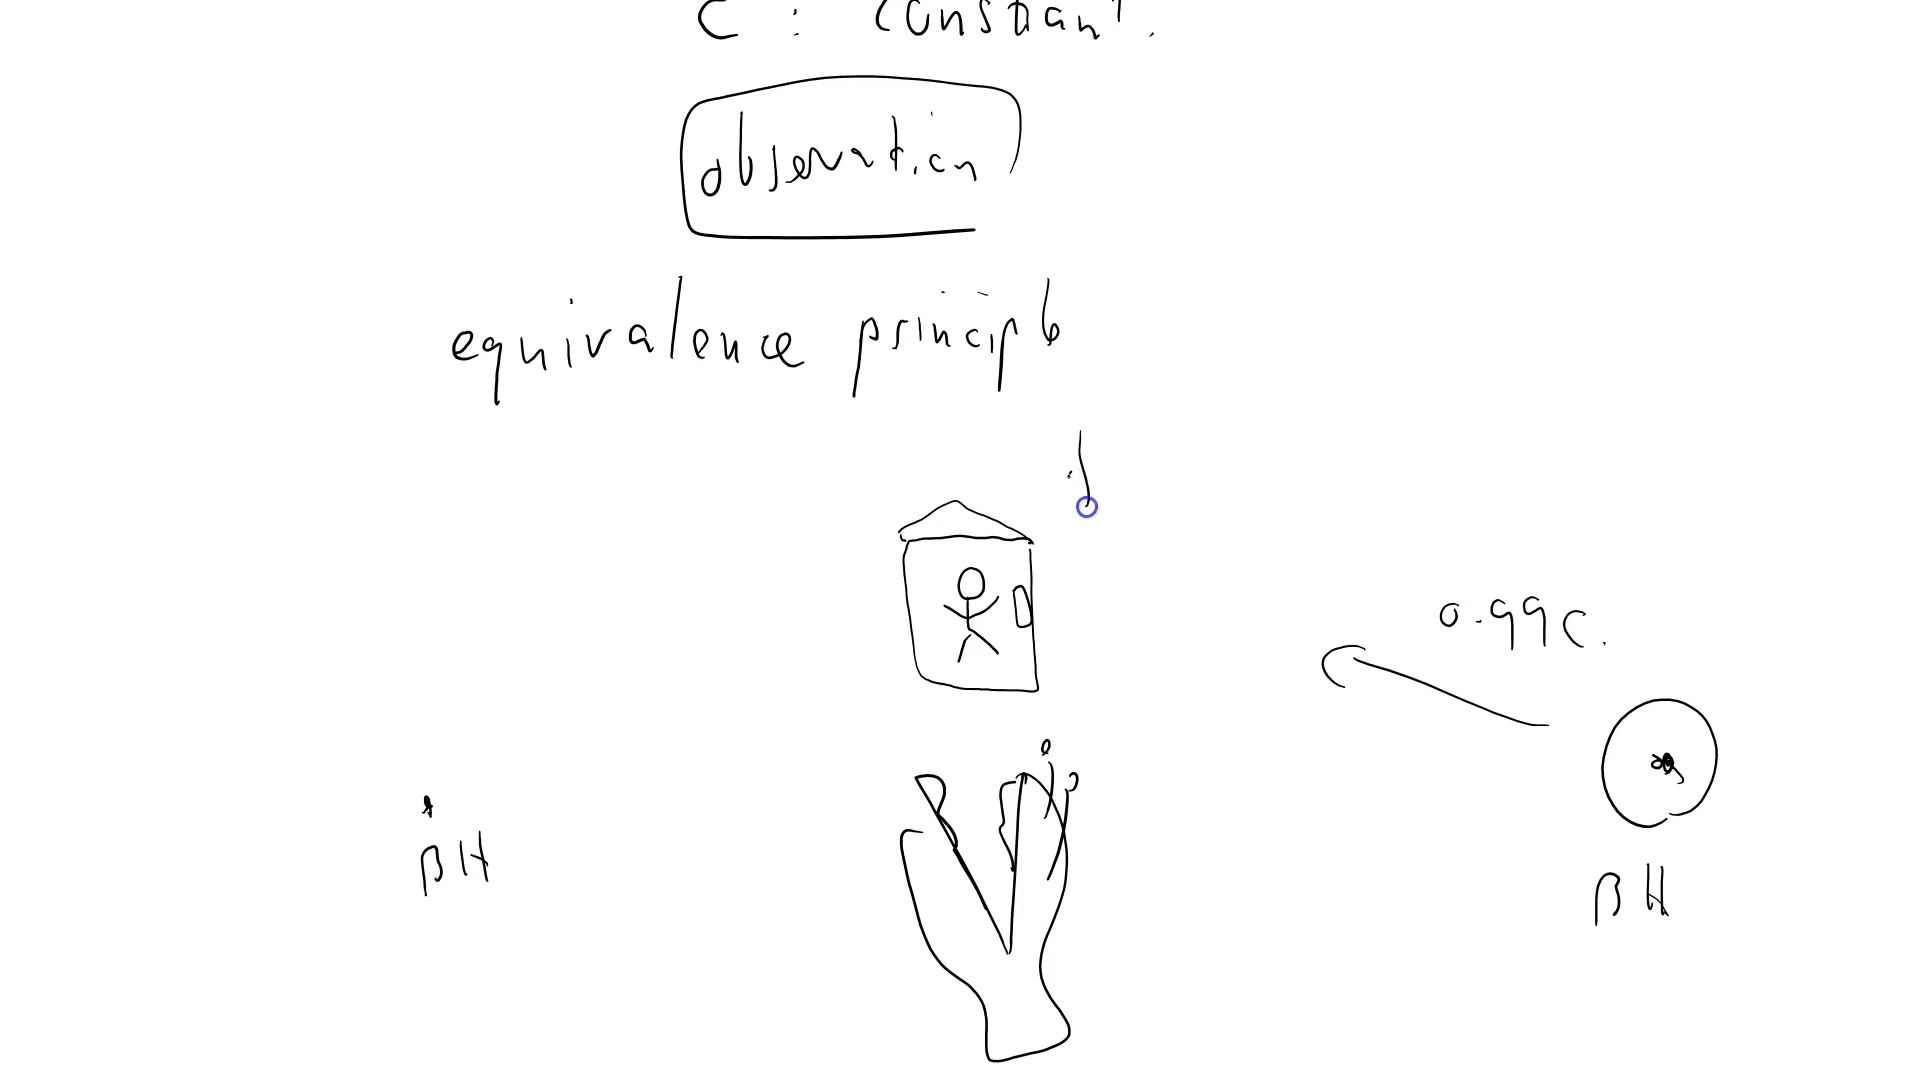 C : constant.
observation
equivalence principle
0.99c.
BH
BH